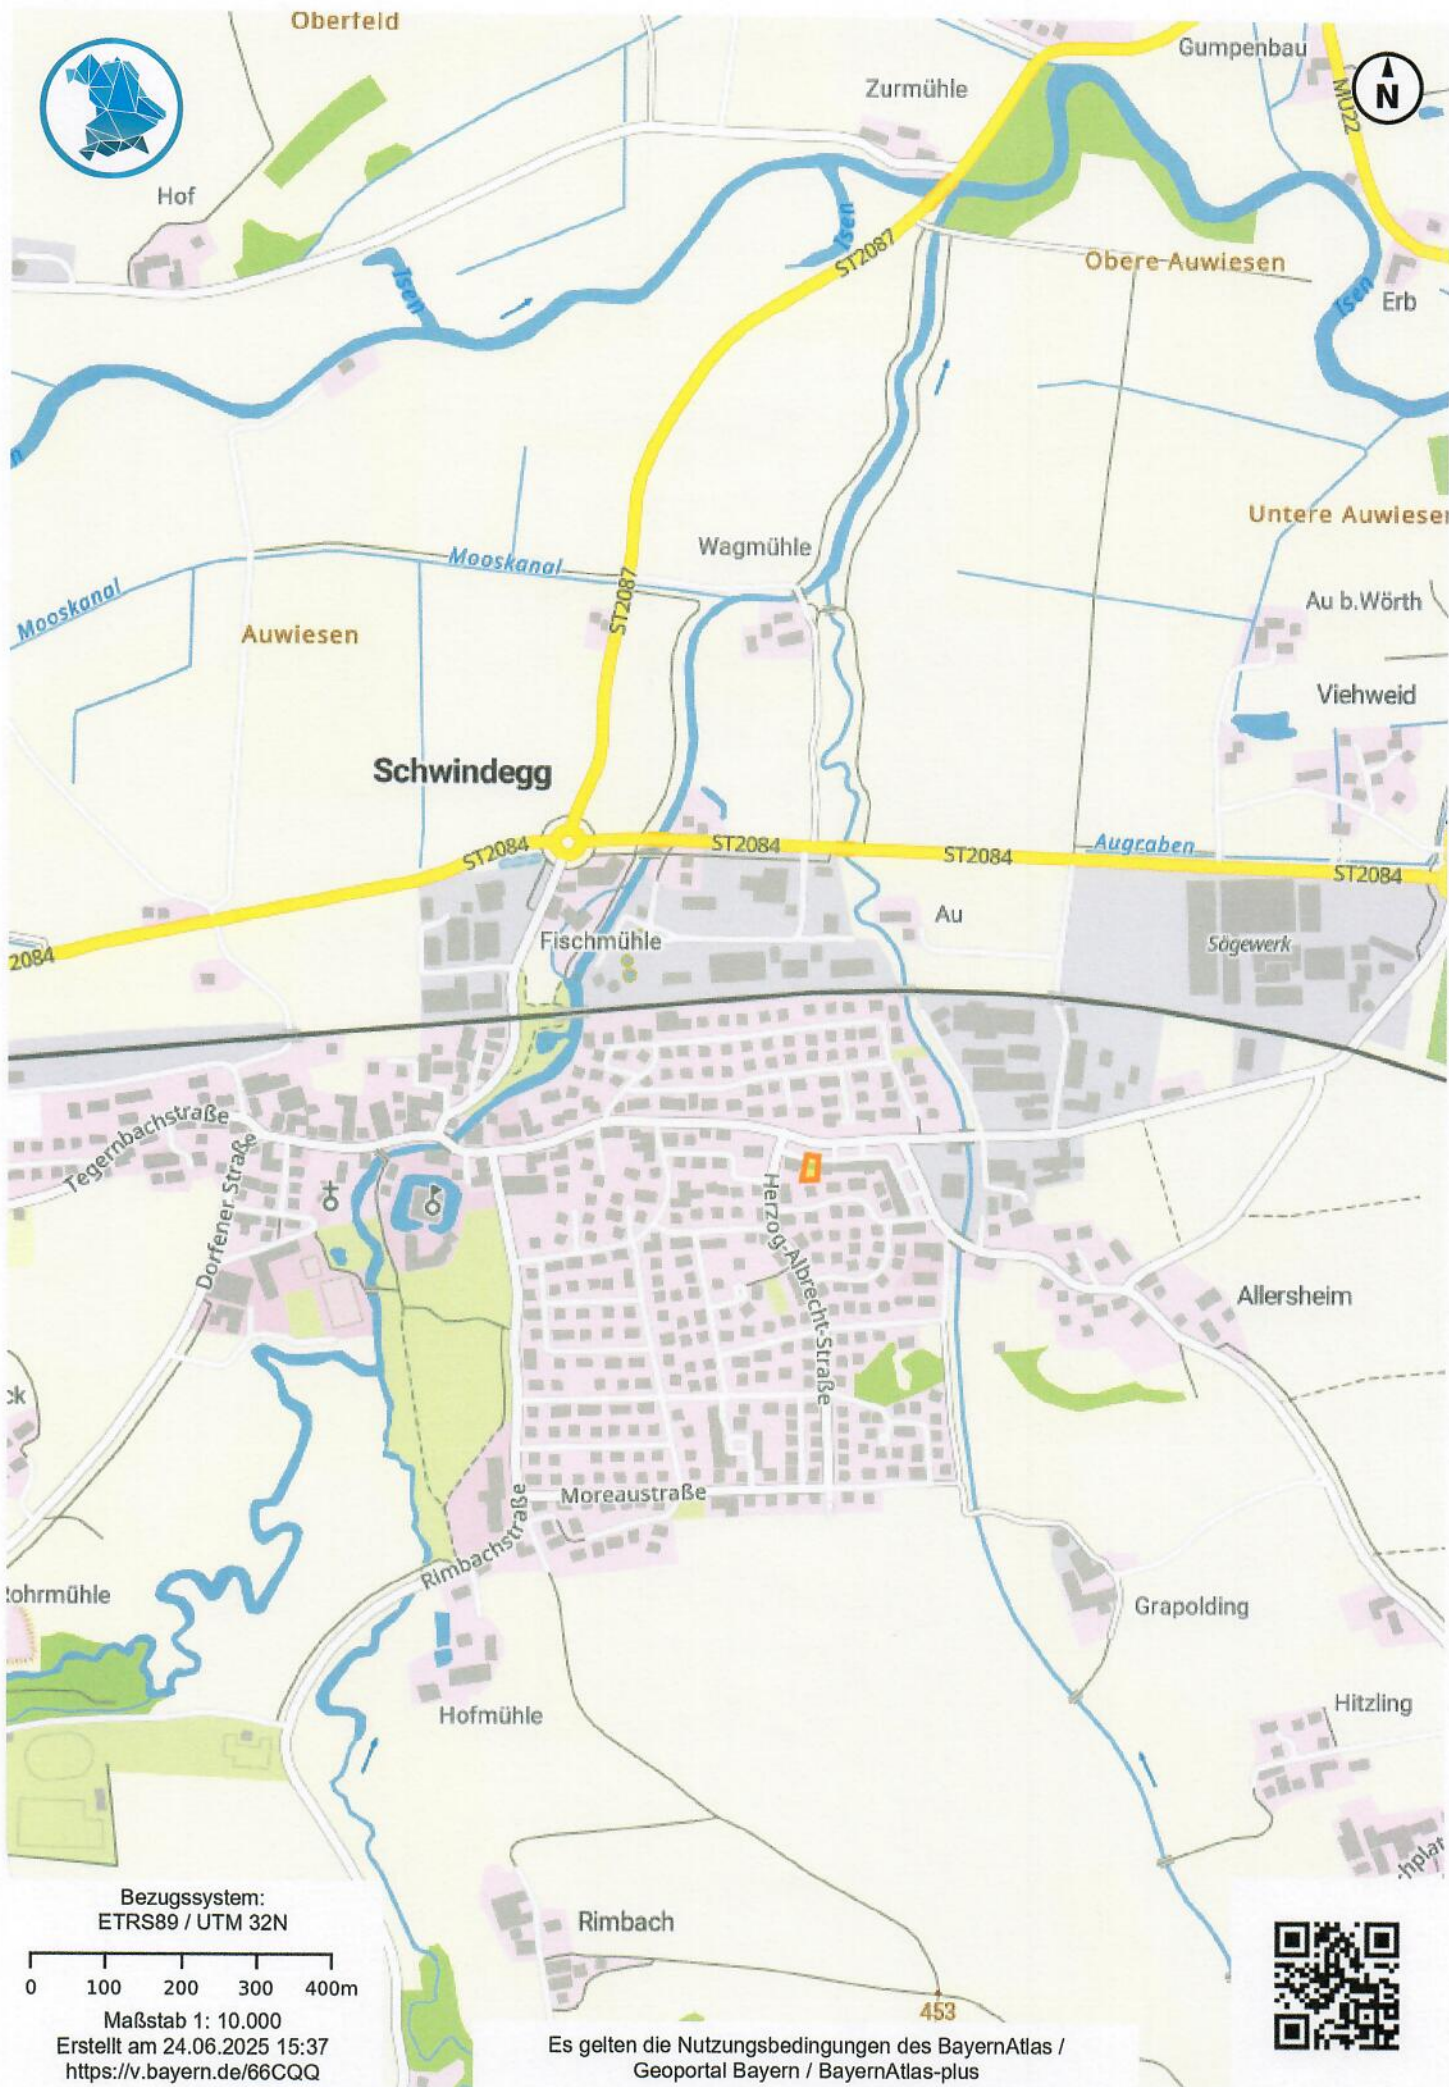 Oberfeld
Gumpenbau
Zurmühle
N
MÜ22
Hof
Isen
ST2087
Obere Auwiesen
Isen
Isen
Erb
Untere Auwiesen
Wagmühle
Mooskanal
Mooskanal
ST2087
Au b.Wörth
Auwiesen
Viehweid
Schwindegg
ST2084
ST2084
ST2084
Augraben
ST2084
2084
Au
Fischmühle
Sägewerk
Tegernbachstraße
Dorfener Straße
Herzog-Albrecht-Straße
Allersheim
ck
Moreaustraße
Rimbachstraße
Rohrmühle
Grapolding
Hofmühle
Hitzling
hplat
Rimbach
453
Bezugssystem:
ETRS89 / UTM 32N
0 100 200 300 400m
Maßstab 1: 10.000
Erstellt am 24.06.2025 15:37
https://v.bayern.de/66CQQ
Es gelten die Nutzungsbedingungen des BayernAtlas /
Geoportal Bayern / BayernAtlas-plus